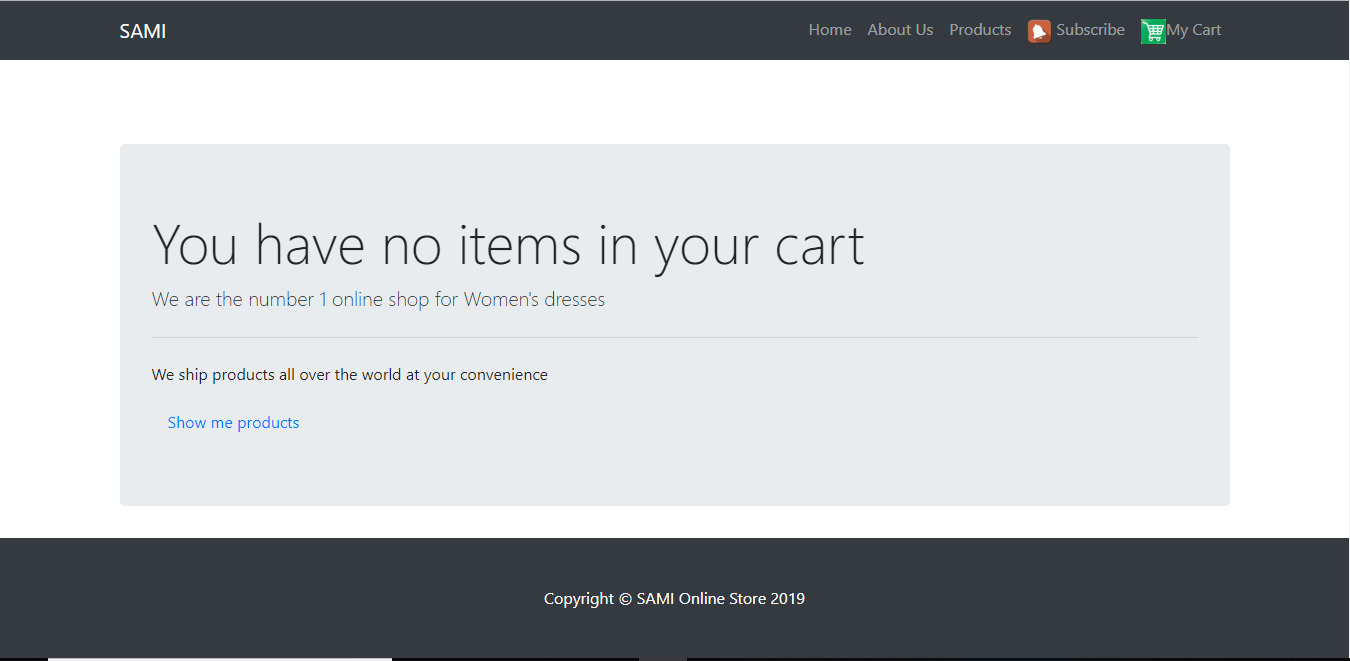 SAMI
Home About Us Products Subscribe My Cart
You have no items in your cart
We are the number 1 online shop for Women's dresses
We ship products all over the world at your convenience
Show me products
Copyright © SAMI Online Store 2019